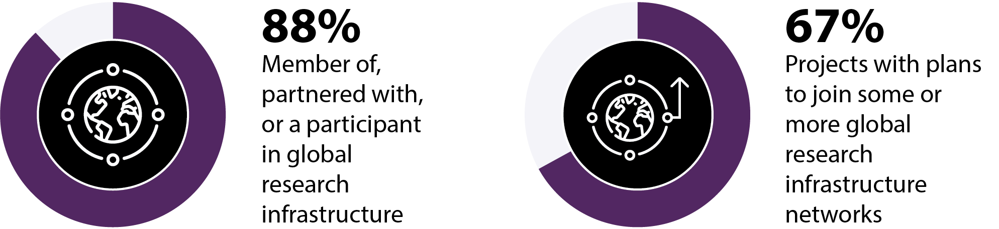 88%
Member of,
partnered with,
or a participant
in global
research
infrastructure
67%
Projects with plans
to join some or
more global
research
infrastructure
networks